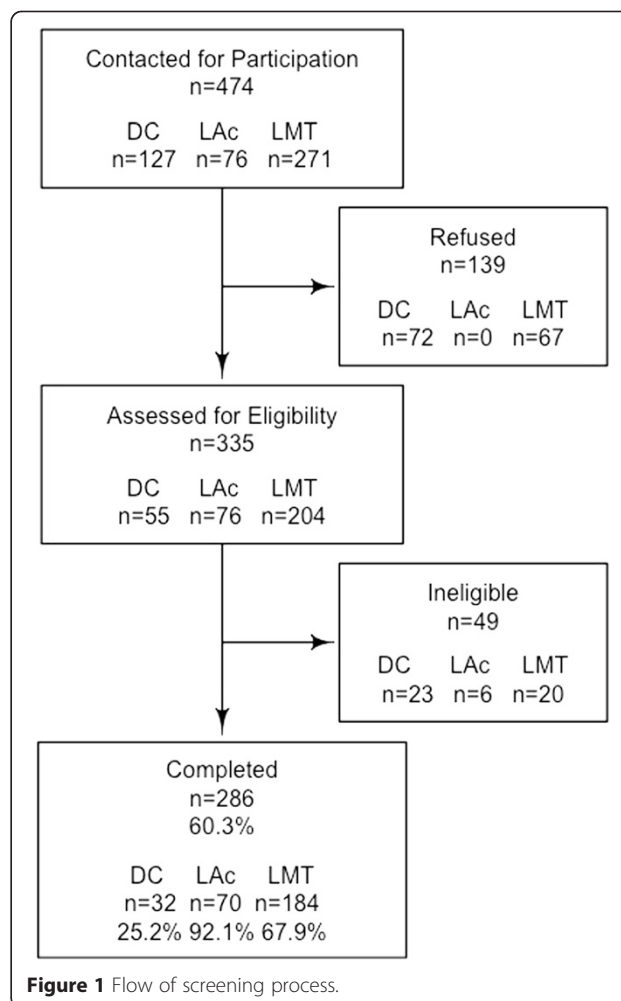 Contacted for Participation
n=474
DC LAc LMT
n=127 n=76 n=271
Refused
n=139
DC LAc LMT
n=72 n=0 n=67
Assessed for Eligibility
n=335
DC LAc LMT
n=55 n=76 n=204
Ineligible
n=49
DC LAc LMT
n=23 n=6 n=20
Completed
n=286
60.3%
DC LAc LMT
n=32 n=70 n=184
25.2% 92.1% 67.9%
Figure 1 Flow of screening process.